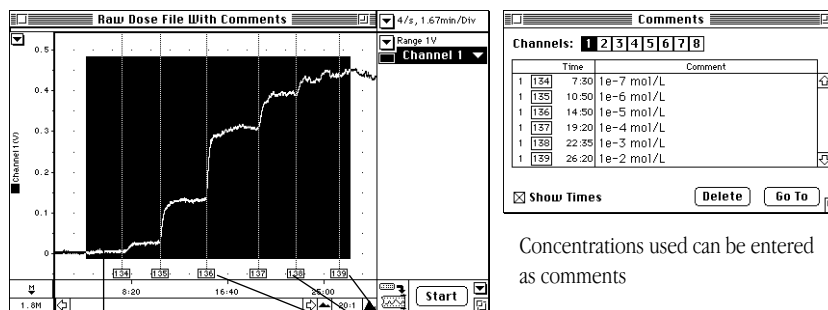 Raw Dose File With Comments
4/s, 1.67min/Div
Range 1V
Channel 1
0.5
0.4
0.3
0.2
0.1
0
Channel 1 (V)
134 135 136 137 138 139
M
8:20 16:40 25:00
1.8M 20:1
Start
Comments
Channels: 1 2 3 4 5 6 7 8
Time Comment
1 134 7:30 1e-7 mol/L
1 135 10:50 1e-6 mol/L
1 136 14:50 1e-5 mol/L
1 137 19:20 1e-4 mol/L
1 138 22:35 1e-3 mol/L
1 139 26:20 1e-2 mol/L
Show Times Delete Go To
Concentrations used can be entered
as comments